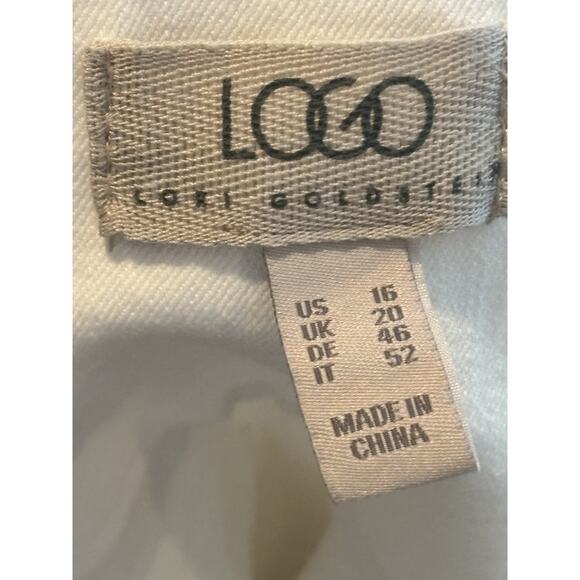 LOGO
LORI GOLDSTEIN
US 16
UK 20
DE 46
IT 52
MADE IN
CHINA